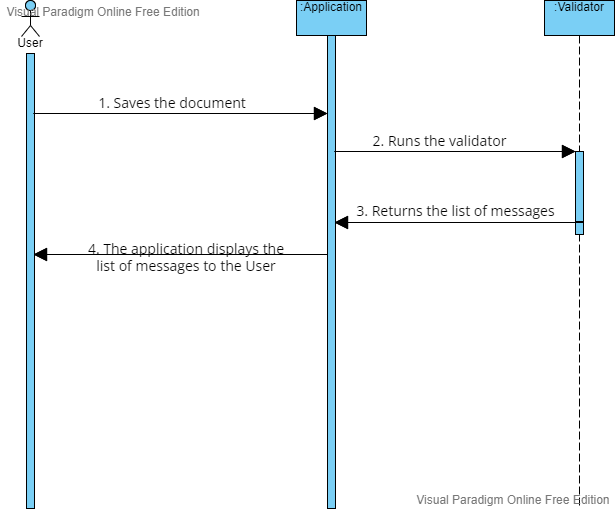 Visual Paradigm Online Free Edition
:Application
:Validator
User
1. Saves the document
2. Runs the validator
3. Returns the list of messages
4. The application displays the
list of messages to the User
Visual Paradigm Online Free Edition